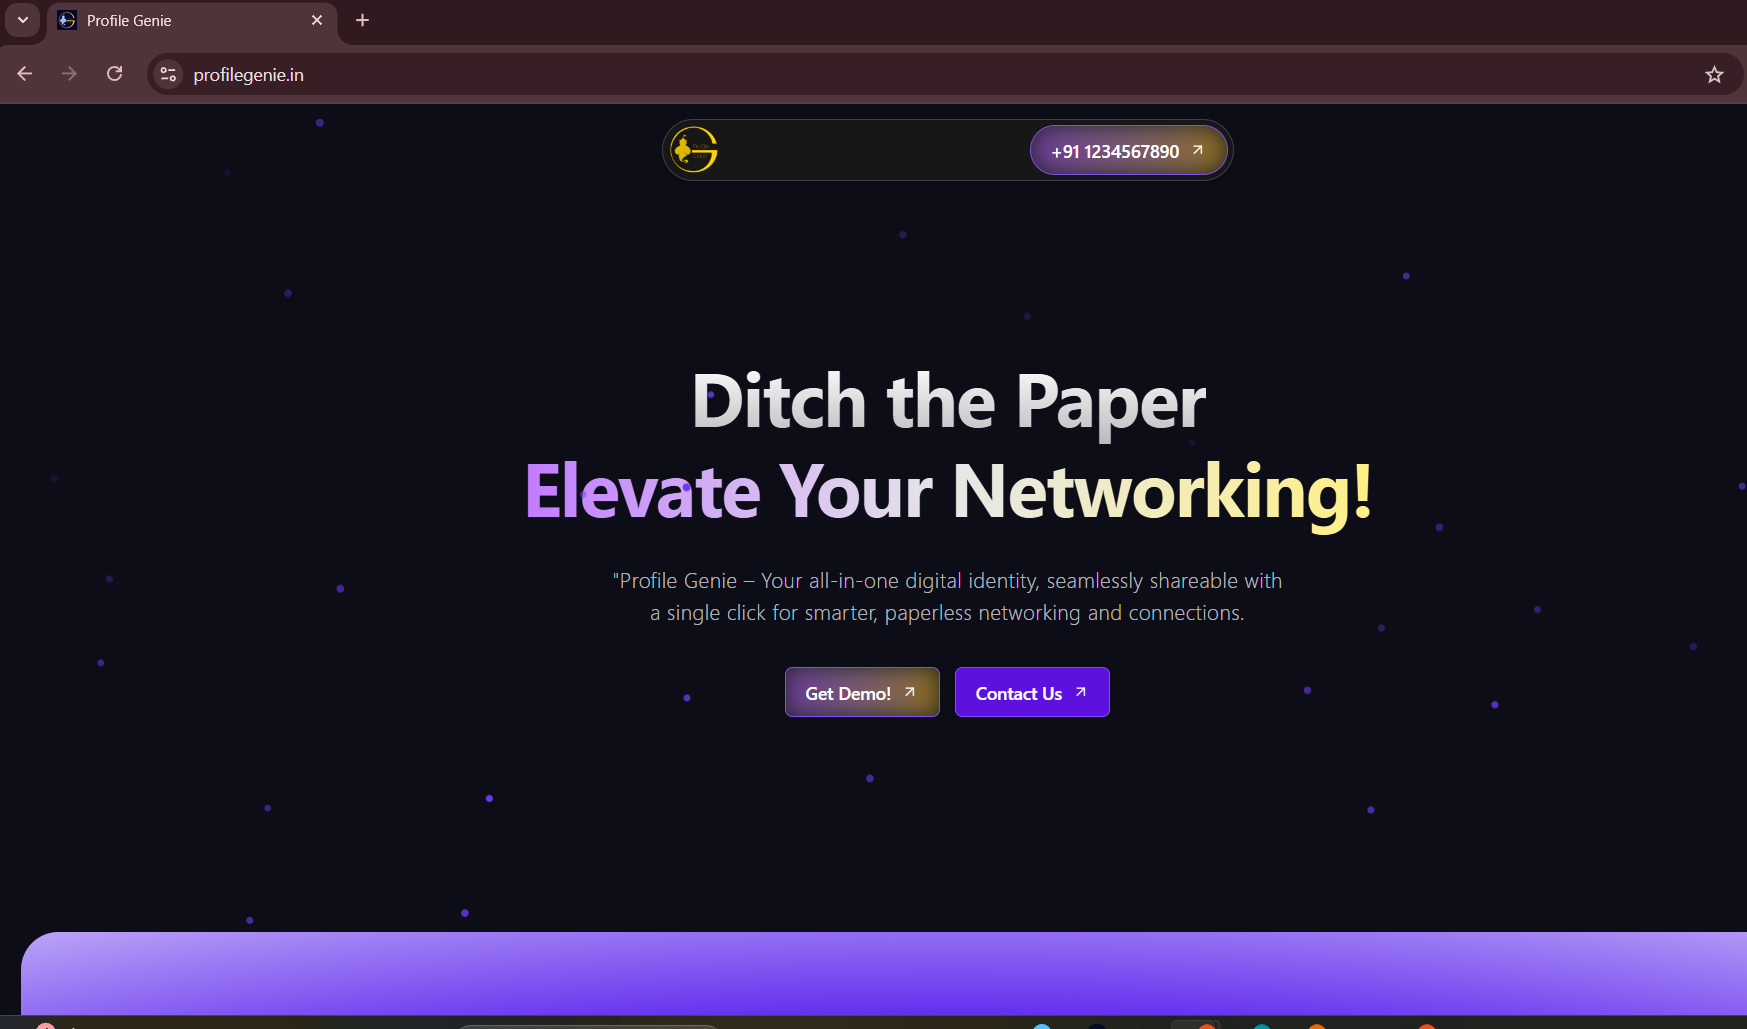 Profile Genie
profilegenie.in
+91 1234567890
Ditch the Paper
Elevate Your Networking!
"Profile Genie – Your all-in-one digital identity, seamlessly shareable with
a single click for smarter, paperless networking and connections.
Get Demo!
Contact Us